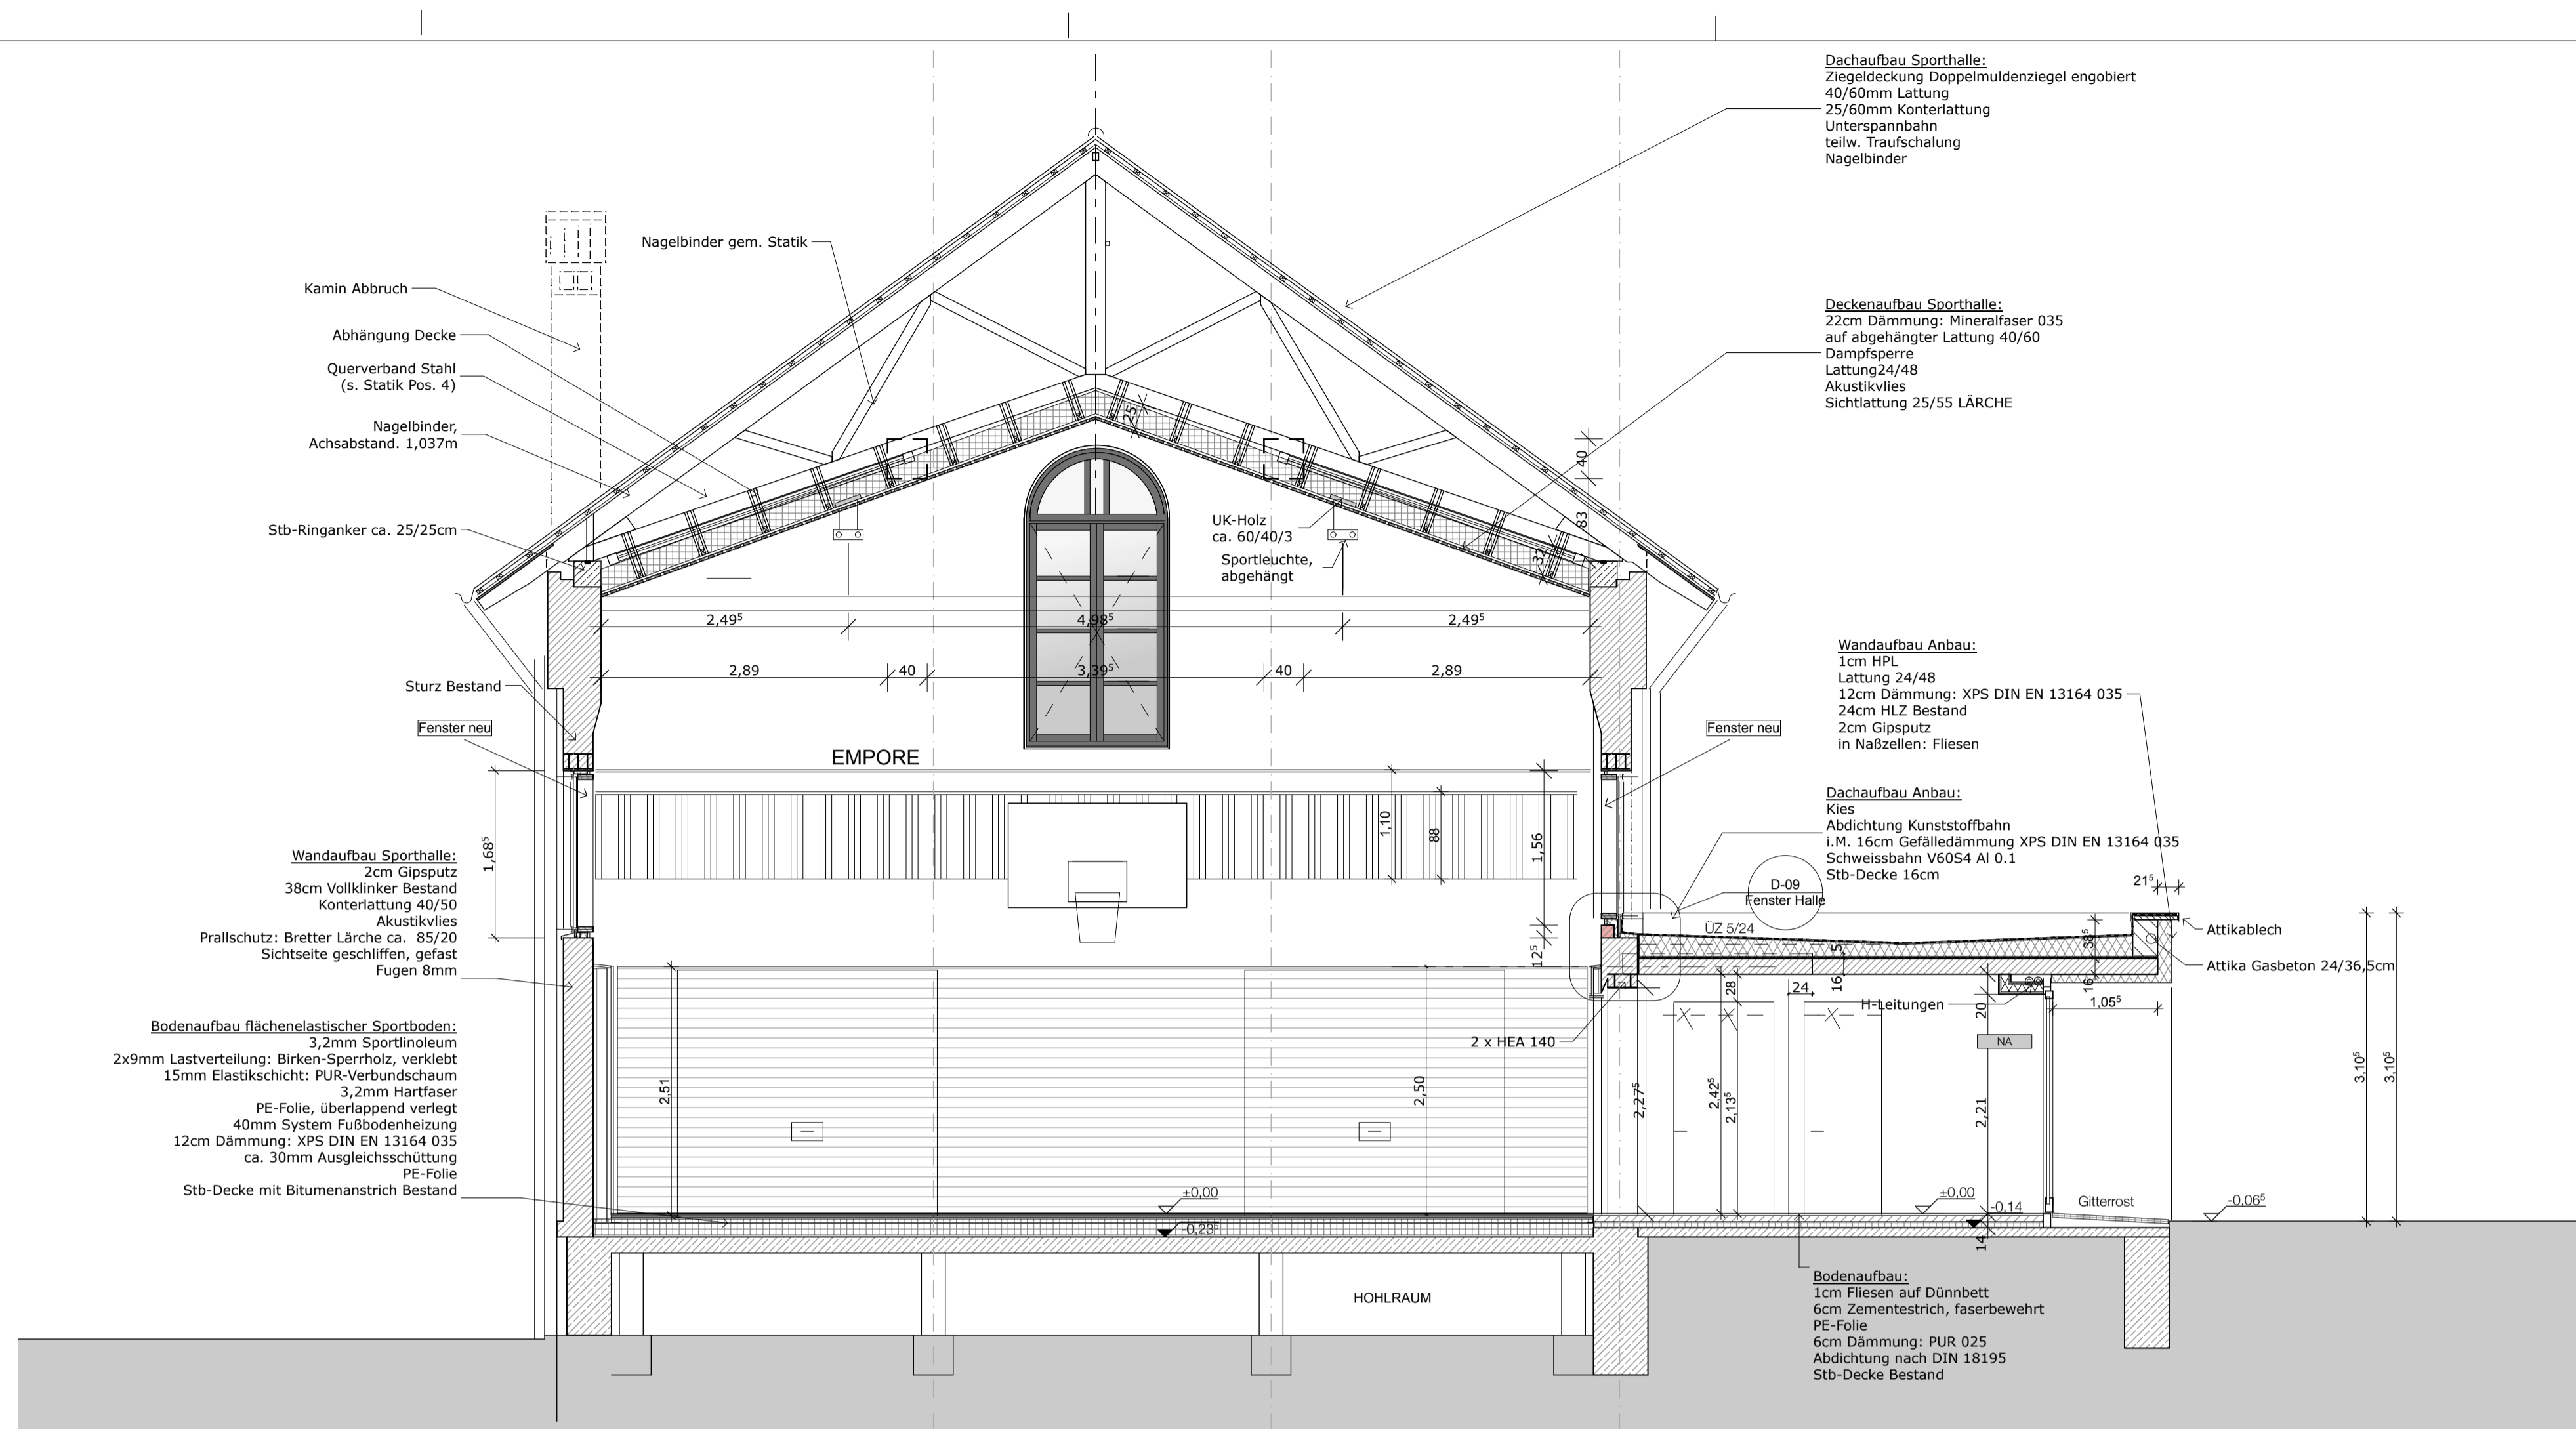 Dachaufbau Sporthalle:
Ziegeldeckung Doppelmuldenziegel engobiert
40/60mm Lattung
25/60mm Konterlattung
Unterspannbahn
teilw. Traufschalung
Nagelbinder
Nagelbinder gem. Statik
Kamin Abbruch
Abhängung Decke
Querverband Stahl
(s. Statik Pos. 4)
Nagelbinder,
Achsabstand. 1,037m
Stb-Ringanker ca. 25/25cm
Deckenaufbau Sporthalle:
22cm Dämmung: Mineralfaser 035
auf abgehängter Lattung 40/60
Dampfsperre
Lattung24/48
Akustikvlies
Sichtlattung 25/55 LÄRCHE
25
40
83
32
UK-Holz
ca. 60/40/3
Sportleuchte,
abgehängt
2,49⁵
4,98⁵
2,49⁵
2,89
40
3,39⁵
40
2,89
Sturz Bestand
Fenster neu
EMPORE
Fenster neu
Wandaufbau Anbau:
1cm HPL
Lattung 24/48
12cm Dämmung: XPS DIN EN 13164 035
24cm HLZ Bestand
2cm Gipsputz
in Naßzellen: Fliesen
Dachaufbau Anbau:
Kies
Abdichtung Kunststoffbahn
i.M. 16cm Gefälledämmung XPS DIN EN 13164 035
Schweissbahn V60S4 Al 0.1
Stb-Decke 16cm
1,68⁵
1,10
88
1,56
12⁵
D-09
Fenster Halle
21⁵
Attikablech
Attika Gasbeton 24/36,5cm
ÜZ 5/24
38⁵
5
16
16
Wandaufbau Sporthalle:
2cm Gipsputz
38cm Vollklinker Bestand
Konterlattung 40/50
Akustikvlies
Prallschutz: Bretter Lärche ca. 85/20
Sichtseite geschliffen, gefast
Fugen 8mm
Bodenaufbau flächenelastischer Sportboden:
3,2mm Sportlinoleum
2x9mm Lastverteilung: Birken-Sperrholz, verklebt
15mm Elastikschicht: PUR-Verbundschaum
3,2mm Hartfaser
PE-Folie, überlappend verlegt
40mm System Fußbodenheizung
12cm Dämmung: XPS DIN EN 13164 035
ca. 30mm Ausgleichsschüttung
PE-Folie
Stb-Decke mit Bitumenanstrich Bestand
2,51
2,50
2 x HEA 140
28
24
H-Leitungen
20
1,05⁵
NA
2,27⁵
2,42⁵
2,13⁵
2,21
3,10⁵
3,10⁵
±0,00
-0,23⁵
±0,00
-0,14
14
Gitterrost
-0,06⁵
HOHLRAUM
Bodenaufbau:
1cm Fliesen auf Dünnbett
6cm Zementestrich, faserbewehrt
PE-Folie
6cm Dämmung: PUR 025
Abdichtung nach DIN 18195
Stb-Decke Bestand